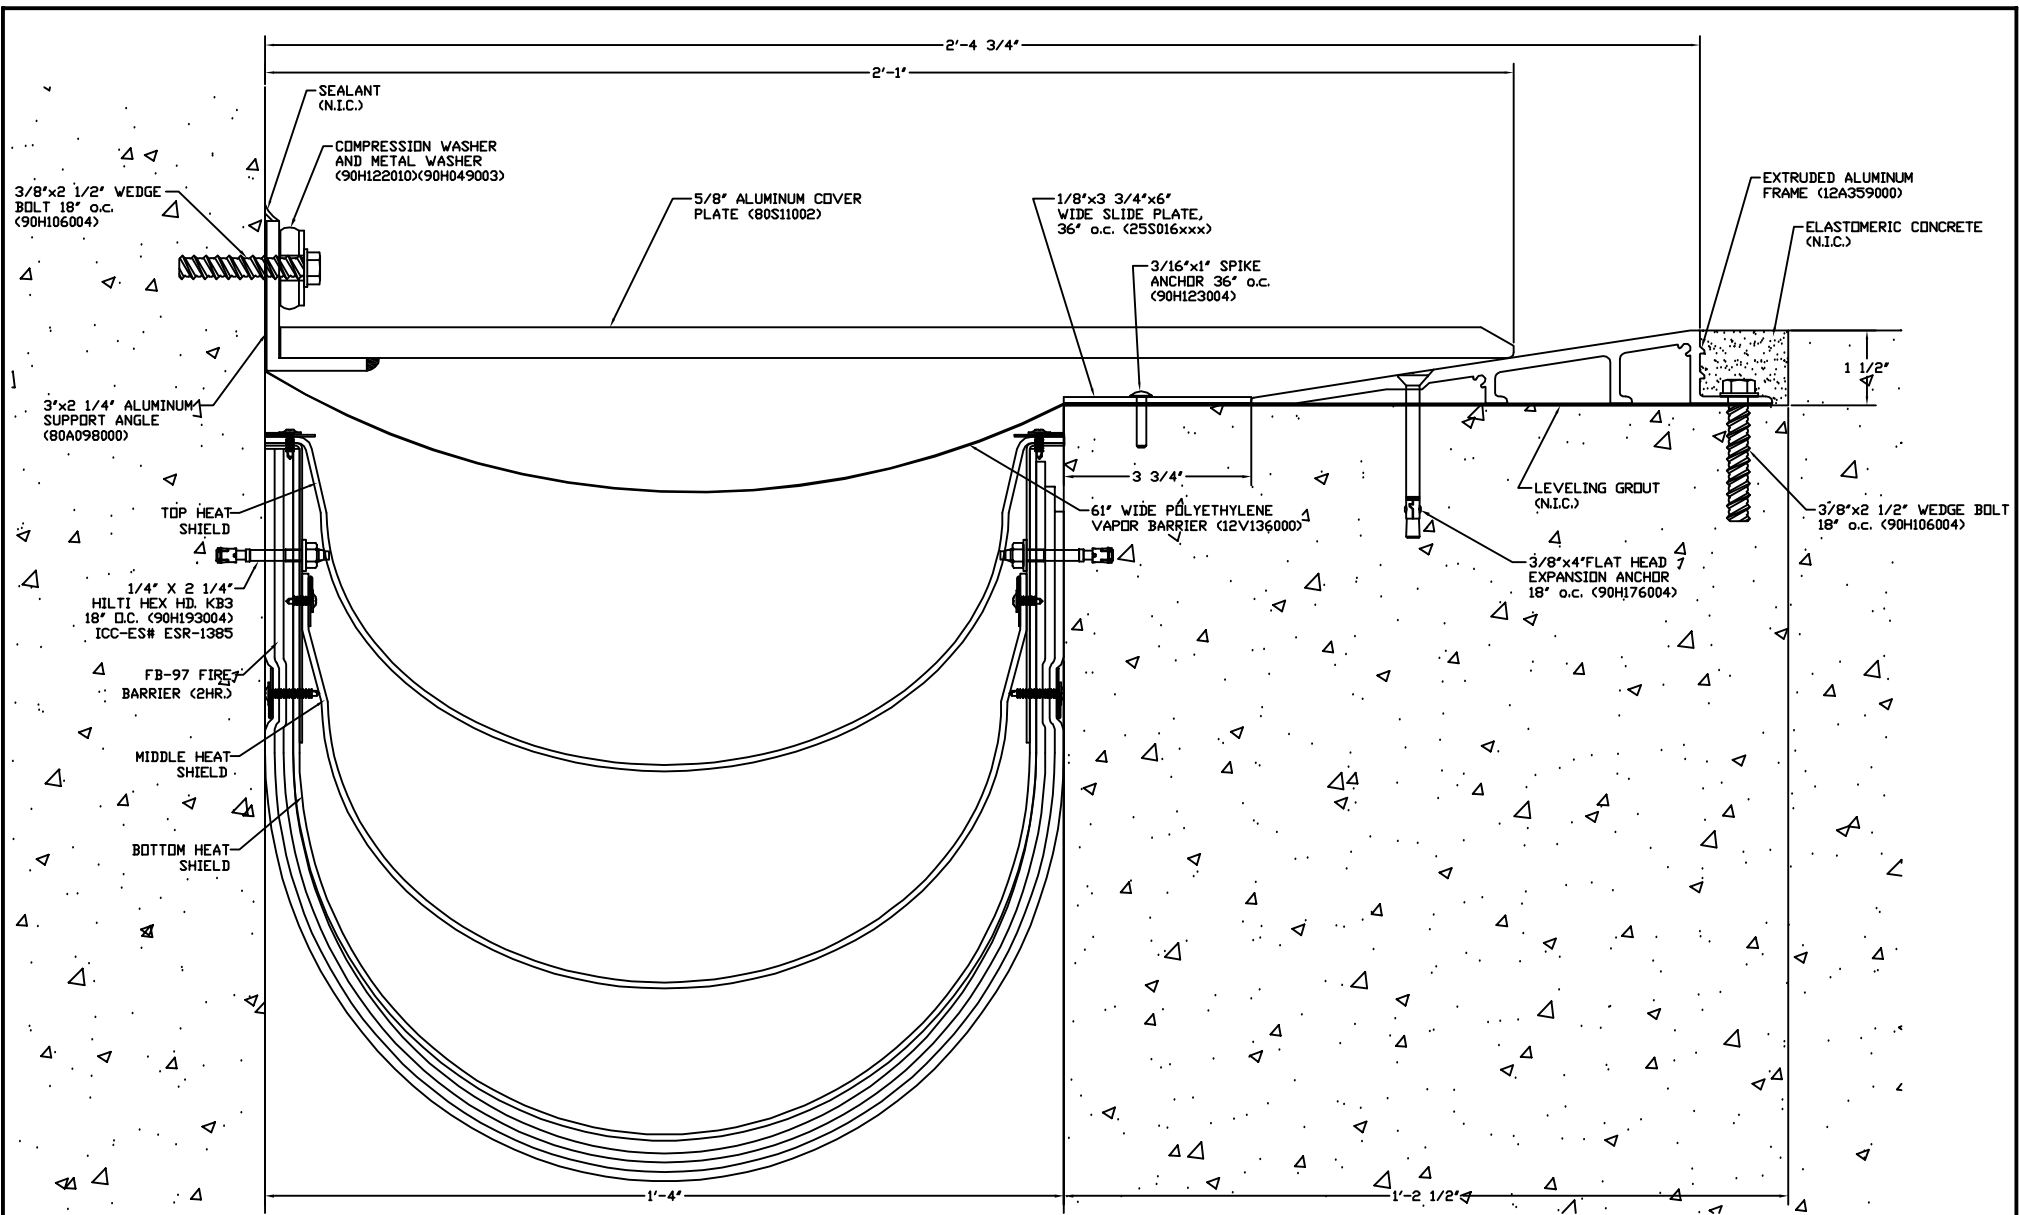 2'-4 3/4"
2'-1"
SEALANT
(N.I.C.)
COMPRESSION WASHER
AND METAL WASHER
(90H122010)(90H049003)
3/8"x2 1/2" WEDGE
BOLT 18" o.c.
(90H106004)
5/8" ALUMINUM COVER
PLATE (80S11002)
1/8"x3 3/4"x6"
WIDE SLIDE PLATE,
36" o.c. (25S016xxx)
3/16"x1" SPIKE
ANCHOR 36" o.c.
(90H123004)
EXTRUDED ALUMINUM
FRAME (12A359000)
ELASTOMERIC CONCRETE
(N.I.C.)
1 1/2"
3"x2 1/4" ALUMINUM
SUPPORT ANGLE
(80A098000)
3 3/4"
TOP HEAT
SHIELD
61" WIDE POLYETHYLENE
VAPOR BARRIER (12V136000)
LEVELING GROUT
(N.I.C.)
3/8"x2 1/2" WEDGE BOLT
18" o.c. (90H106004)
3/8"x4"FLAT HEAD
EXPANSION ANCHOR
18" o.c. (90H176004)
1/4" X 2 1/4"
HILTI HEX HD. KB3
18" O.C. (90H193004)
ICC-ES# ESR-1385
FB-97 FIRE
BARRIER (2HR.)
MIDDLE HEAT
SHIELD
BOTTOM HEAT
SHIELD
1'-4"
1'-2 1/2"